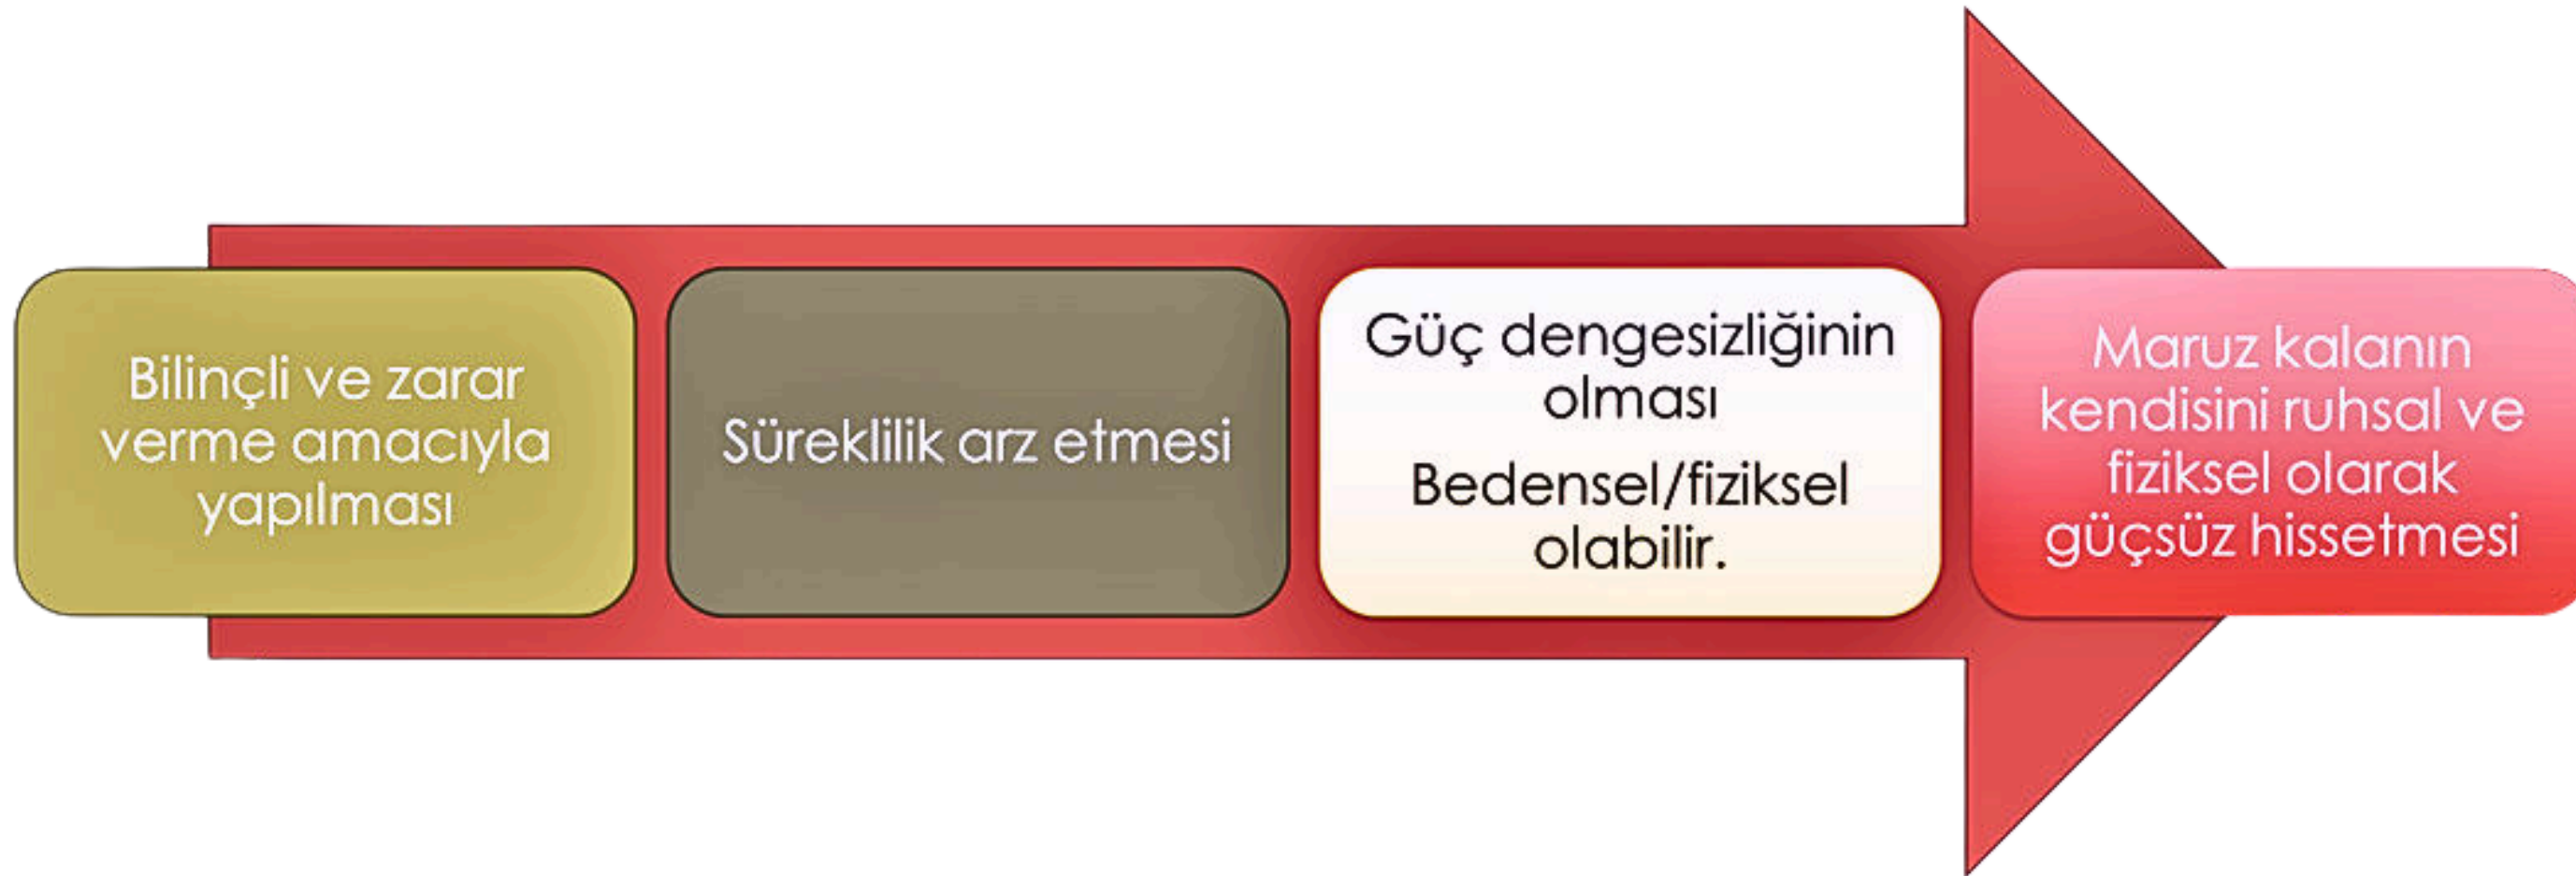 Bilinçli ve zarar
verme amacıyla
yapılması
Süreklilik arz etmesi
Güç dengesizliğinin
olması
Bedensel/fiziksel
olabilir.
Maruz kalanın
kendisini ruhsal ve
fiziksel olarak
güçsüz hissetmesi